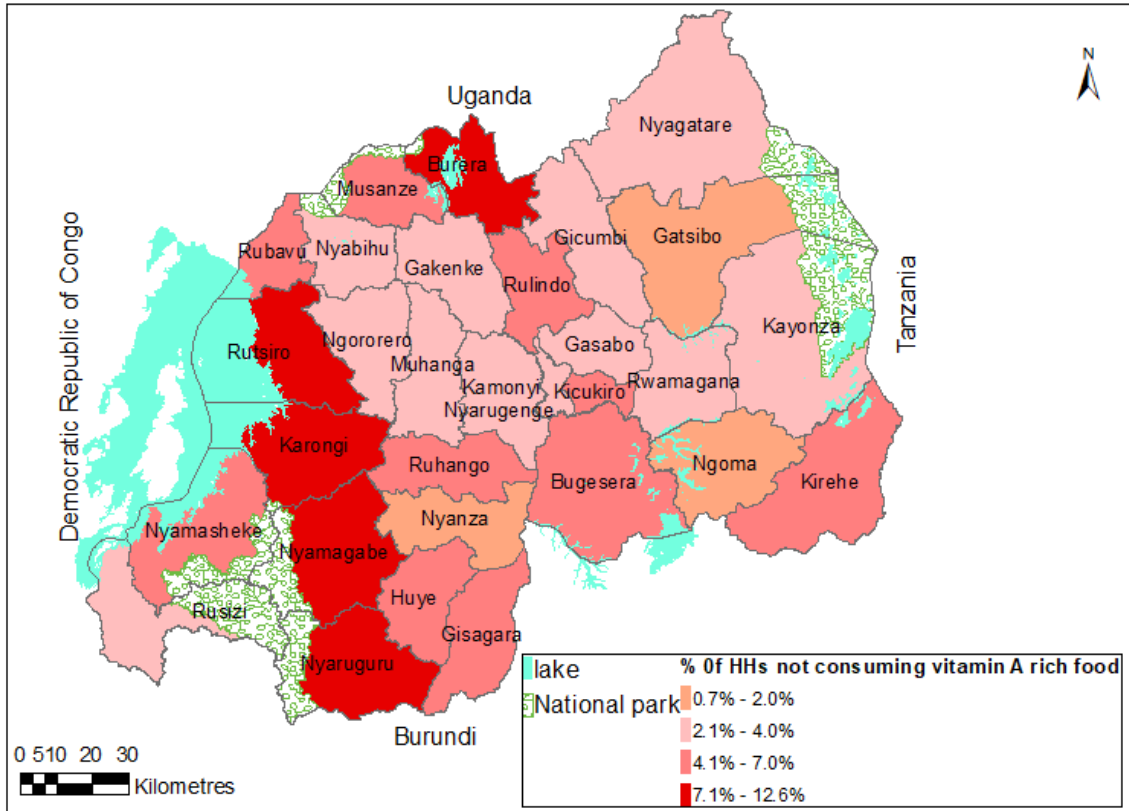 N
Uganda
Nyagatare
Burera
Musanze
Democratic Republic of Congo
Rubavu
Nyabihu
Gakenke
Gicumbi
Gatsibo
Rulindo
Tanzania
Kayonza
Rutsiro
Ngororero
Muhanga
Gasabo
Kamonyi
Kicukiro
Rwamagana
Nyarugenge
Karongi
Ruhango
Bugesera
Ngoma
Kirehe
Nyamasheke
Nyanza
Nyamagabe
Huye
Rusizi
Gisagara
Nyaruguru
Burundi
lake
National park
% 0f HHs not consuming vitamin A rich food
0.7% - 2.0%
2.1% - 4.0%
4.1% - 7.0%
7.1% - 12.6%
0 510 20 30
Kilometres